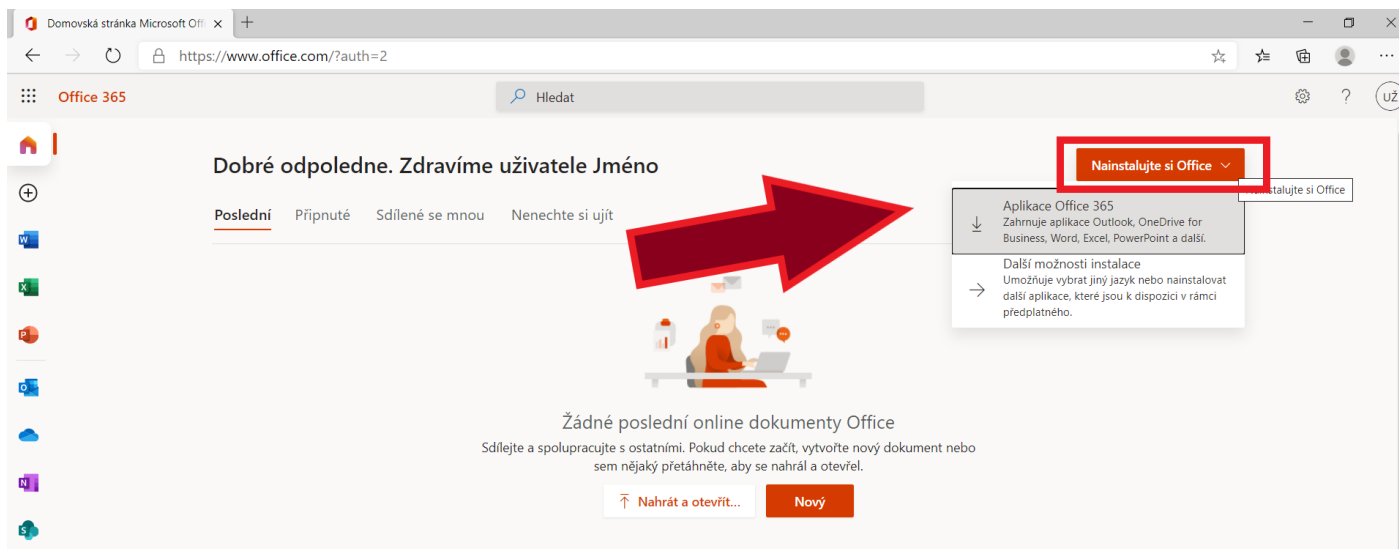 Domovská stránka Microsoft Offi
https://www.office.com/?auth=2
Office 365
Hledat
UŽ
Dobré odpoledne. Zdravíme uživatele Jméno
Nainstalujte si Office
Nainstalujte si Office
Poslední Připnuté Sdílené se mnou Nenechte si ujít
Aplikace Office 365
Zahrnuje aplikace Outlook, OneDrive for
Business, Word, Excel, PowerPoint a další.
Další možnosti instalace
Umožňuje vybrat jiný jazyk nebo nainstalovat
další aplikace, které jsou k dispozici v rámci
předplatného.
Žádné poslední online dokumenty Office
Sdílejte a spolupracujte s ostatními. Pokud chcete začít, vytvořte nový dokument nebo
sem nějaký přetáhněte, aby se nahrál a otevřel.
Nahrát a otevřít...
Nový